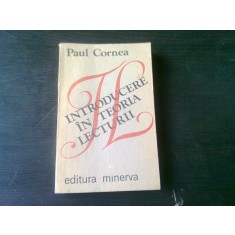 Paul Cornea
INTRODUCERE
ÎN TEORIA
LECTURII
editura minerva